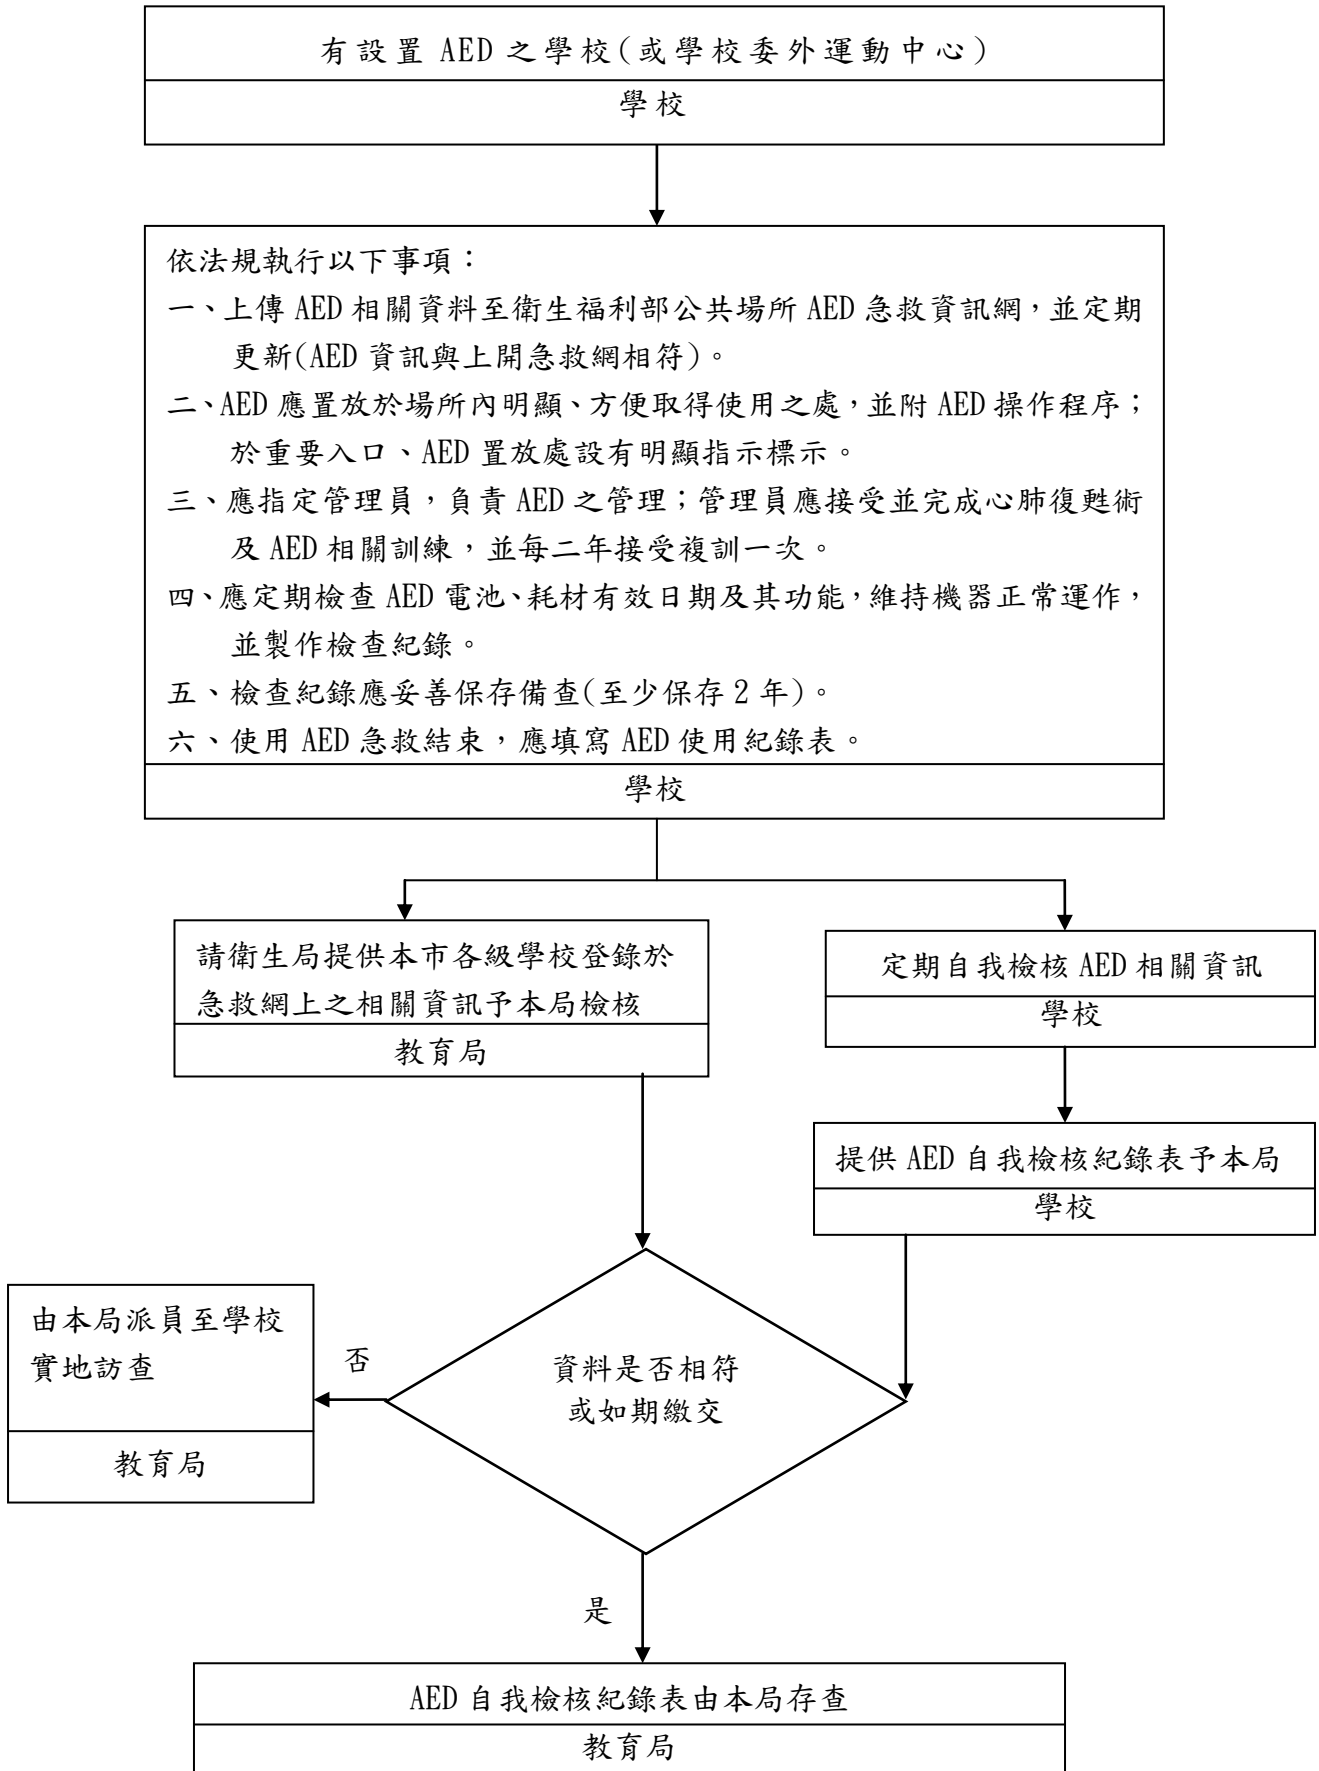 有設置 AED 之學校(或學校委外運動中心)
學校
依法規執行以下事項：
一、上傳 AED 相關資料至衛生福利部公共場所 AED 急救資訊網，並定期
更新(AED 資訊與上開急救網相符)。
二、AED 應置放於場所內明顯、方便取得使用之處，並附 AED 操作程序；
於重要入口、AED 置放處設有明顯指示標示。
三、應指定管理員，負責 AED 之管理；管理員應接受並完成心肺復甦術
及 AED 相關訓練，並每二年接受複訓一次。
四、應定期檢查 AED 電池、耗材有效日期及其功能，維持機器正常運作，
並製作檢查紀錄。
五、檢查紀錄應妥善保存備查(至少保存 2 年)。
六、使用 AED 急救結束，應填寫 AED 使用紀錄表。
學校
請衛生局提供本市各級學校登錄於
急救網上之相關資訊予本局檢核
教育局
定期自我檢核 AED 相關資訊
學校
提供 AED 自我檢核紀錄表予本局
學校
資料是否相符
或如期繳交
否
由本局派員至學校
實地訪查
教育局
是
AED 自我檢核紀錄表由本局存查
教育局